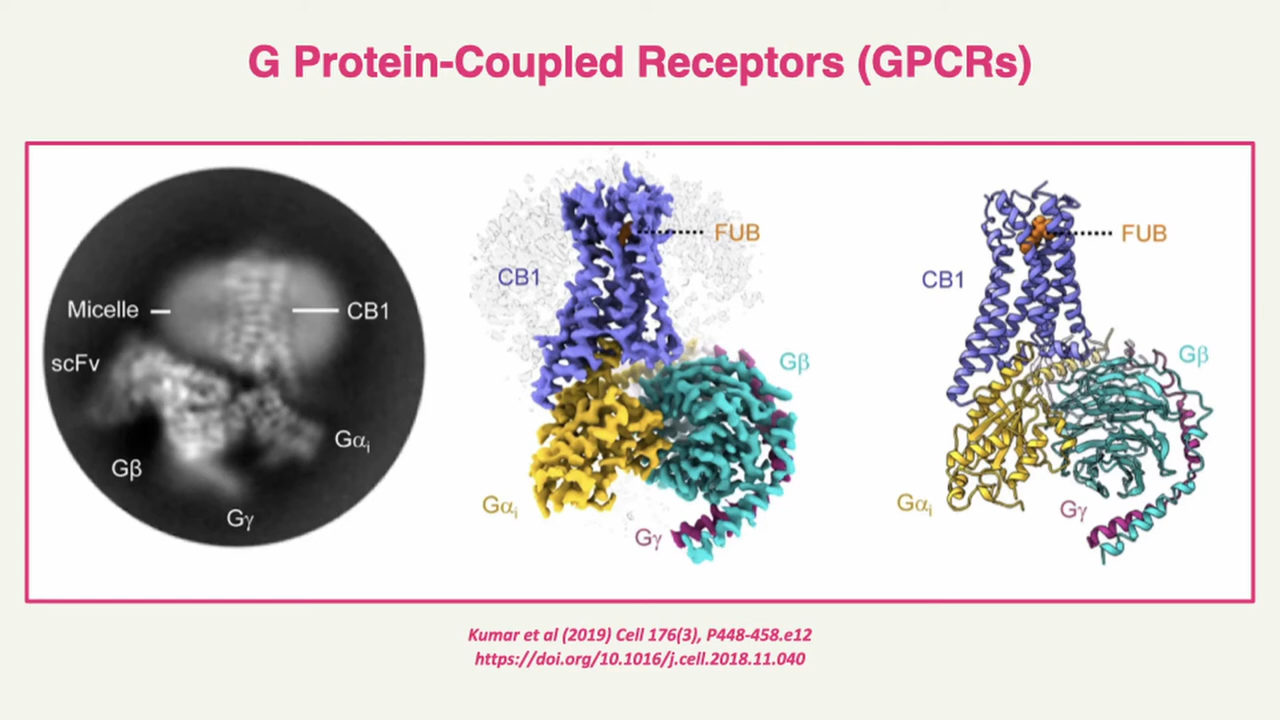 G Protein-Coupled Receptors (GPCRs)
Micelle
CB1
scFv
Gαi
Gβ
Gγ
FUB
CB1
Gβ
Gαi
Gγ
FUB
CB1
Gβ
Gαi
Gγ
Kumar et al (2019) Cell 176(3), P448-458.e12
https://doi.org/10.1016/j.cell.2018.11.040